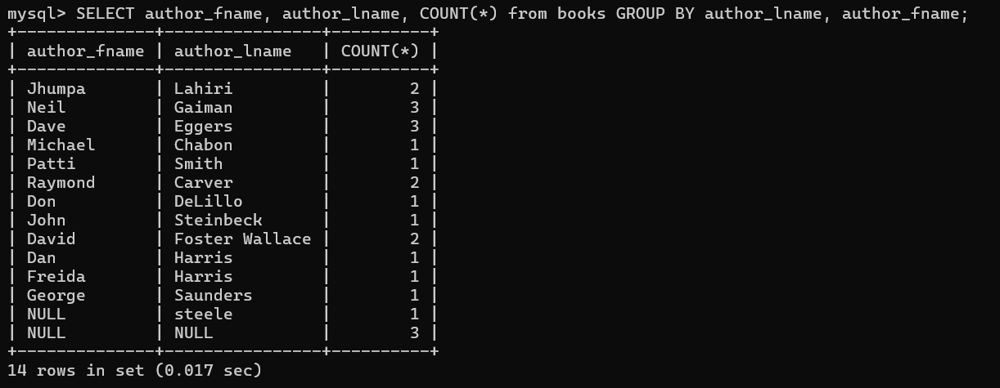 mysql> SELECT author_fname, author_lname, COUNT(*) from books GROUP BY author_lname, author_fname;
+--------------+----------------+----------+
| author_fname | author_lname   | COUNT(*) |
+--------------+----------------+----------+
| Jhumpa       | Lahiri         |        2 |
| Neil         | Gaiman         |        3 |
| Dave         | Eggers         |        3 |
| Michael      | Chabon         |        1 |
| Patti        | Smith          |        1 |
| Raymond      | Carver         |        2 |
| Don          | DeLillo        |        1 |
| John         | Steinbeck      |        1 |
| David        | Foster Wallace |        2 |
| Dan          | Harris         |        1 |
| Freida       | Harris         |        1 |
| George       | Saunders       |        1 |
| NULL         | steele         |        1 |
| NULL         | NULL           |        3 |
+--------------+----------------+----------+
14 rows in set (0.017 sec)